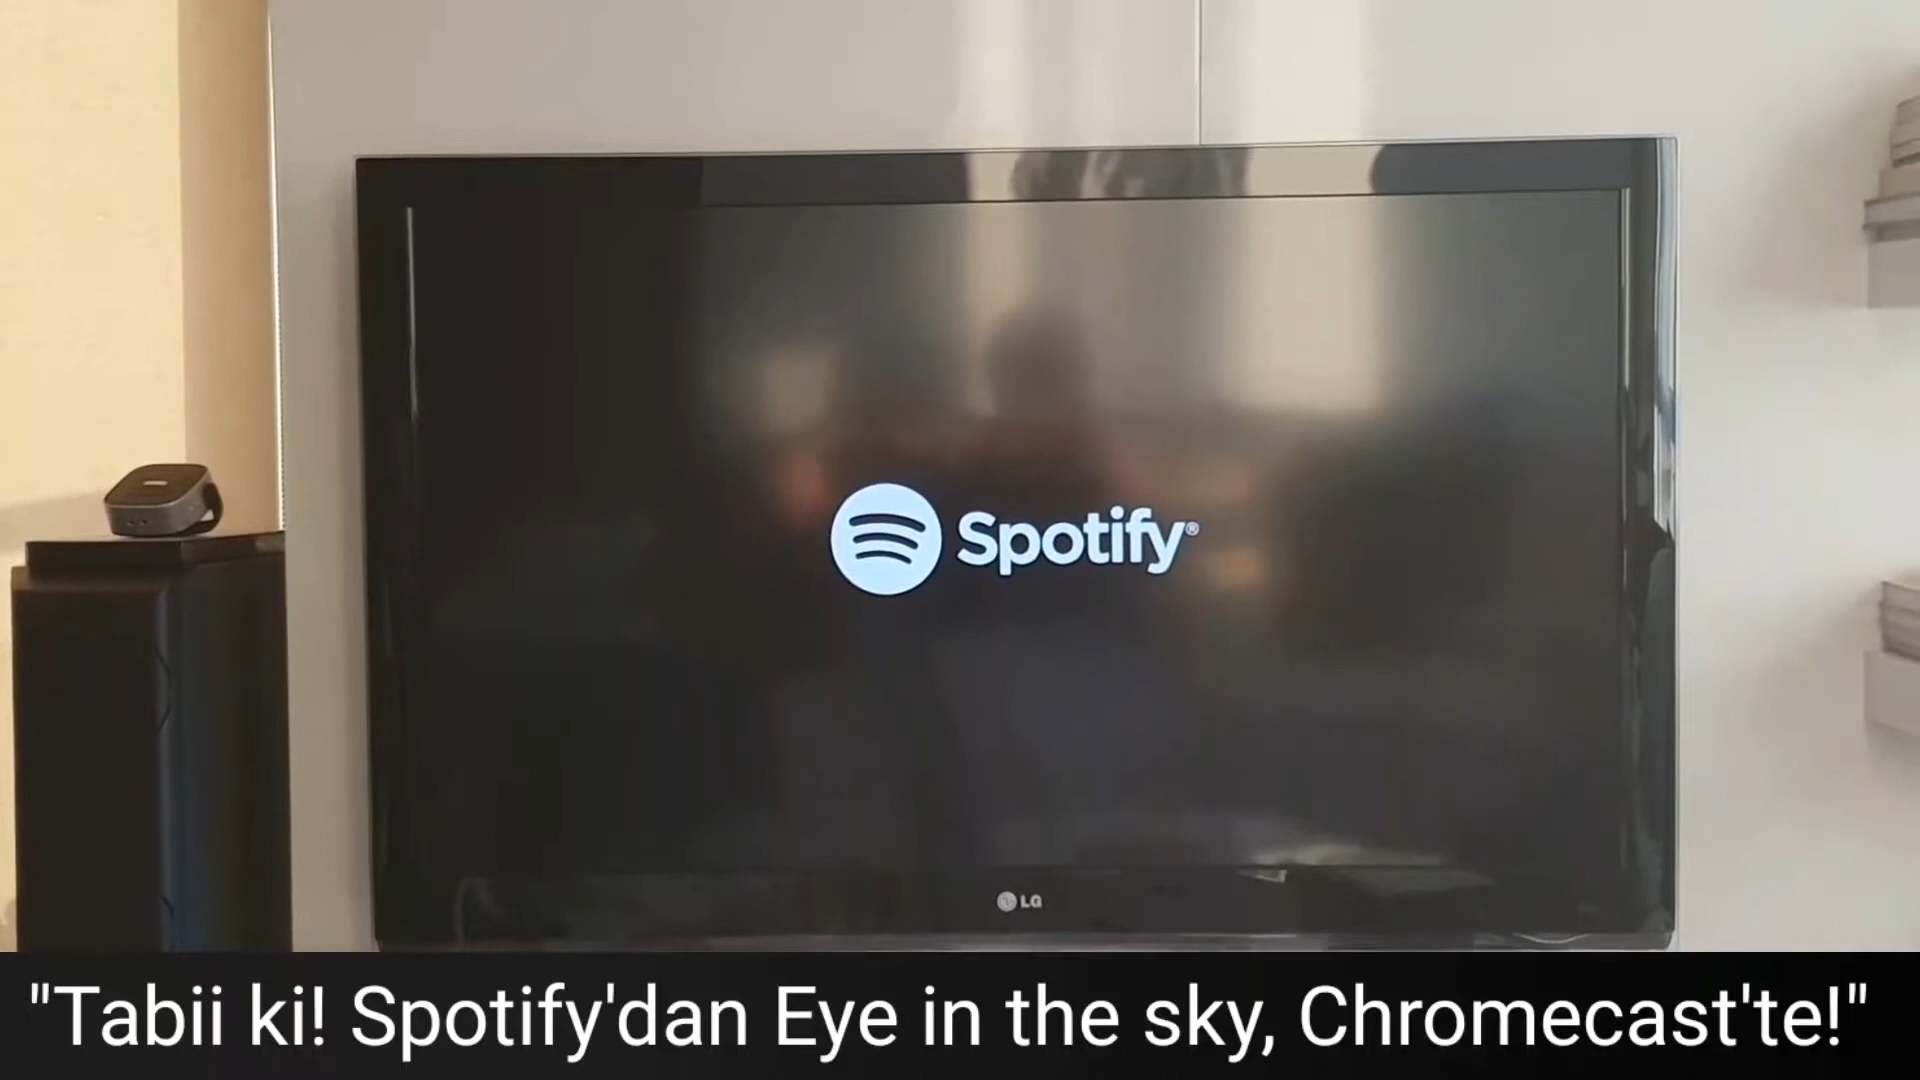 Spotify®
LG
"Tabii ki! Spotify'dan Eye in the sky, Chromecast'te!"